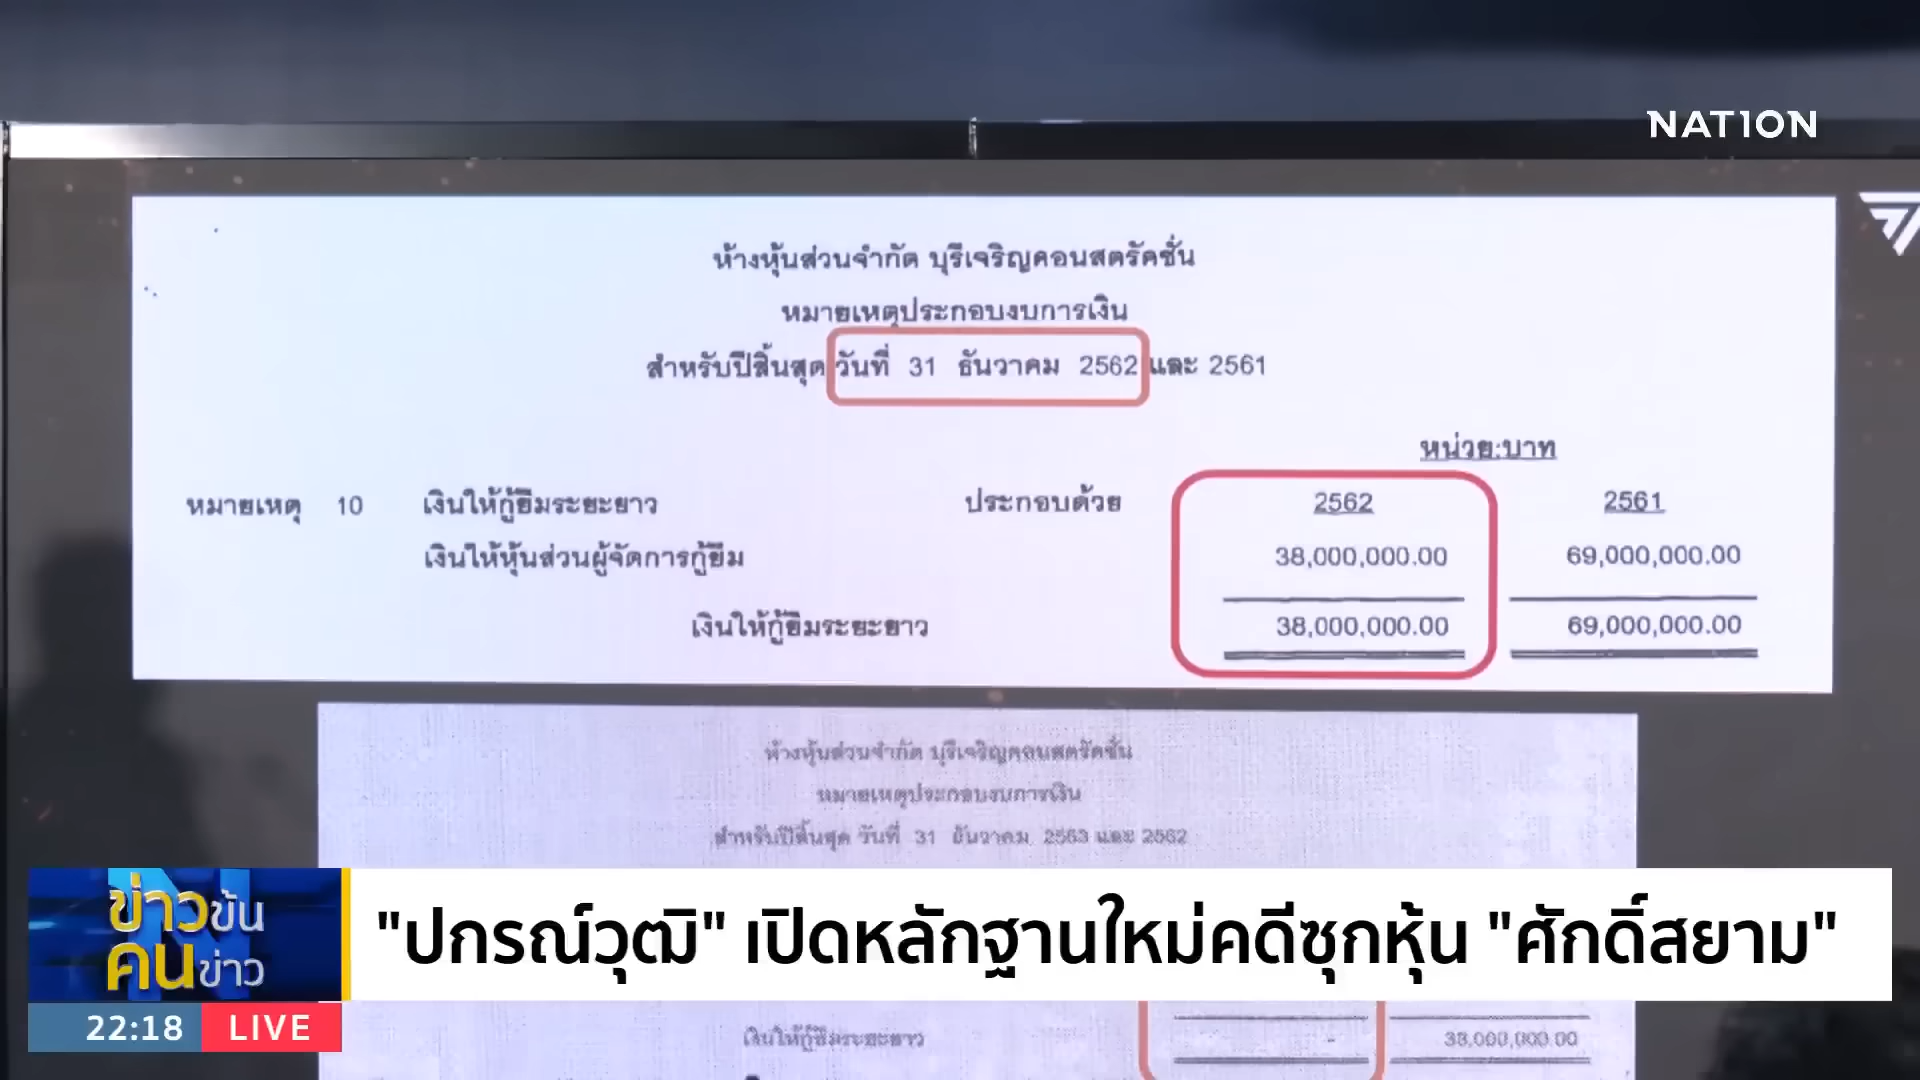 NATION
ห้างหุ้นส่วนจำกัด บุรีเจริญคอนสตรัคชั่น
หมายเหตุประกอบงบการเงิน
สำหรับปีสิ้นสุด วันที่ 31 ธันวาคม 2562 และ 2561
หน่วย:บาท
หมายเหตุ 10 เงินให้กู้ยืมระยะยาว ประกอบด้วย 2562 2561
เงินให้หุ้นส่วนผู้จัดการกู้ยืม 38,000,000.00 69,000,000.00
เงินให้กู้ยืมระยะยาว 38,000,000.00 69,000,000.00
ห้างหุ้นส่วนจำกัด บุรีเจริญคอนสตรัคชั่น
หมายเหตุประกอบงบการเงิน
สำหรับปีสิ้นสุด วันที่ 31 ธันวาคม 2563 และ 2562
ข่าวข้น
คนข่าว
"ปกรณ์วุฒิ" เปิดหลักฐานใหม่คดีซุกหุ้น "ศักดิ์สยาม"
22:18 LIVE
เงินให้กู้ยืมระยะยาว - 38,000,000.00